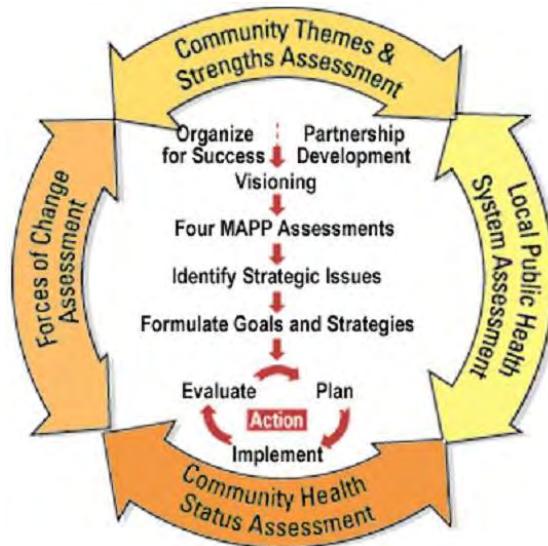 Community Themes &
Strengths Assessment
Organize
for Success
Partnership
Development
Visioning
Four MAPP Assessments
Identify Strategic Issues
Formulate Goals and Strategies
Evaluate
Plan
Action
Implement
Forces of Change
Assessment
Local Public Health
System Assessment
Community Health
Status Assessment